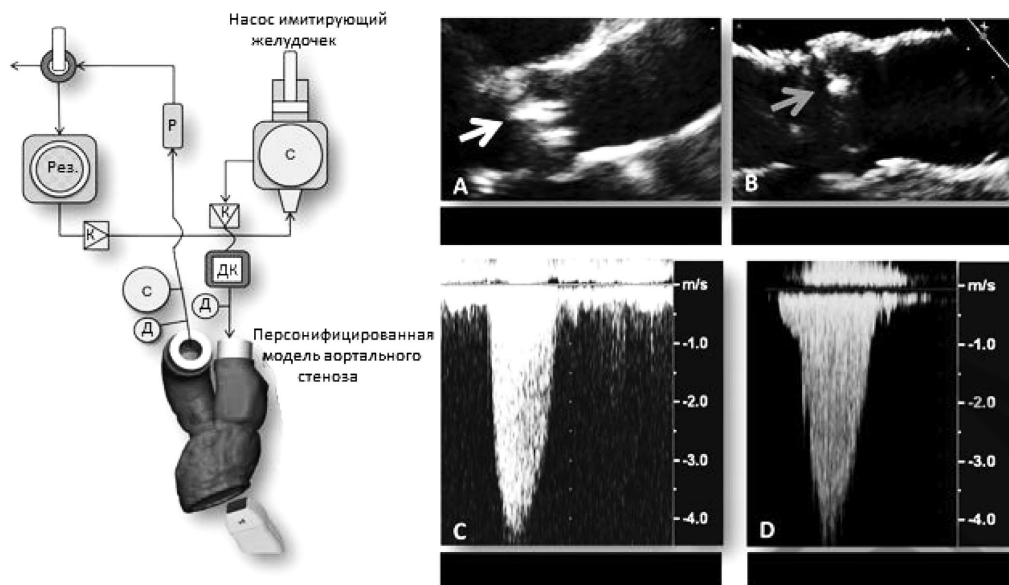 Насос имитирующий
желудочек
Р
Рез.
С
К
К
ДК
С
Д
Д
Персонифицированная
модель аортального
стеноза
A
B
C
m/s
-1.0
-2.0
-3.0
-4.0
D
m/s
-1.0
-2.0
-3.0
-4.0